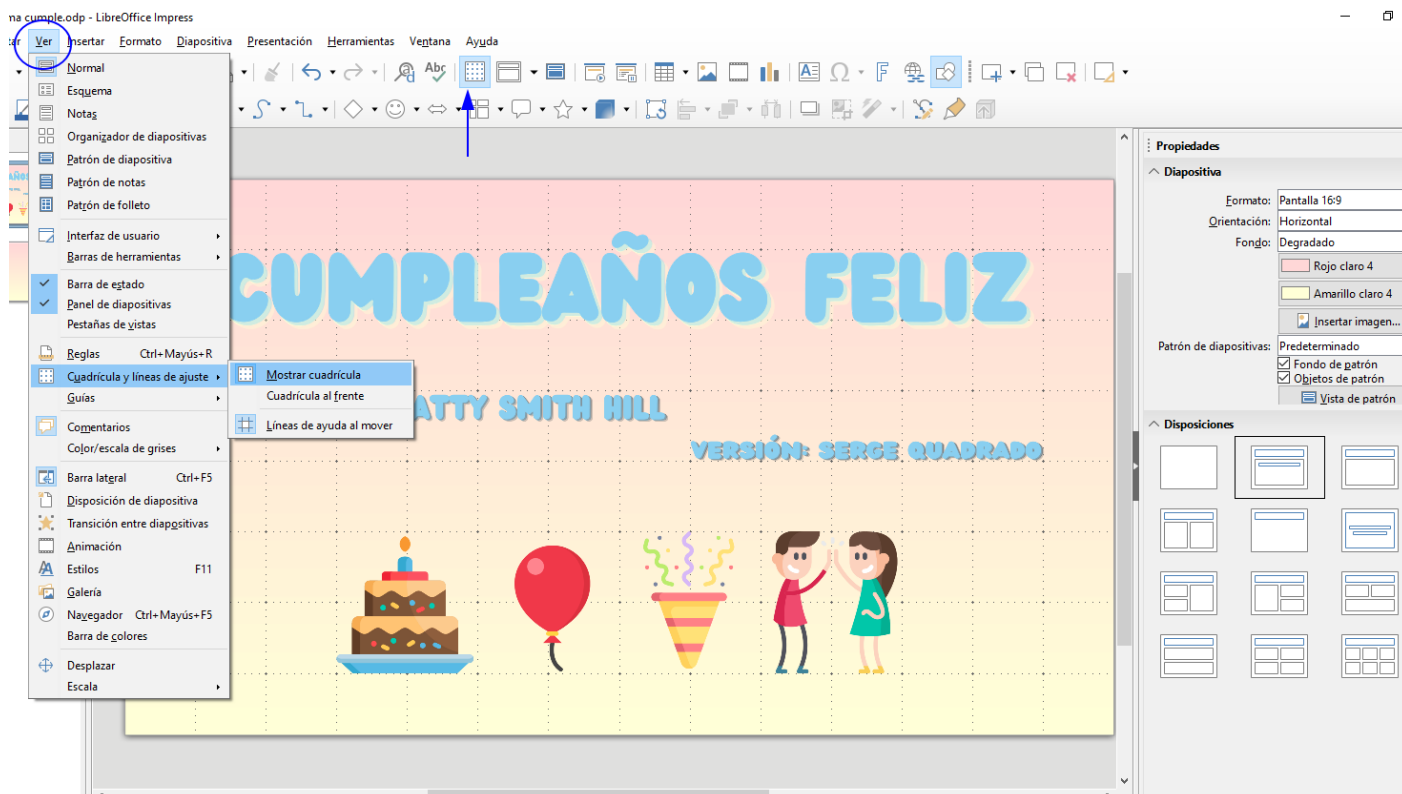 ma cumple.odp - LibreOffice Impress
Ver Insertar Formato Diapositiva Presentación Herramientas Ventana Ayuda
Normal
Esquema
Notas
Organizador de diapositivas
Patrón de diapositiva
Patrón de notas
Patrón de folleto
Interfaz de usuario
Barras de herramientas
Barra de estado
Panel de diapositivas
Pestañas de vistas
Reglas Ctrl+Mayús+R
Cuadrícula y líneas de ajuste
Guías
Comentarios
Color/escala de grises
Barra lateral Ctrl+F5
Disposición de diapositiva
Transición entre diapositivas
Animación
Estilos F11
Galería
Navegador Ctrl+Mayús+F5
Barra de colores
Desplazar
Escala
Mostrar cuadrícula
Cuadrícula al frente
Líneas de ayuda al mover
CUMPLEAÑOS FELIZ
ATTY SMITH HILL
VERSIÓN: SERGE QUADRADO
Propiedades
Diapositiva
Formato: Pantalla 16:9
Orientación: Horizontal
Fondo: Degradado
Rojo claro 4
Amarillo claro 4
Insertar imagen...
Patrón de diapositivas: Predeterminado
Fondo de patrón
Objetos de patrón
Vista de patrón
Disposiciones